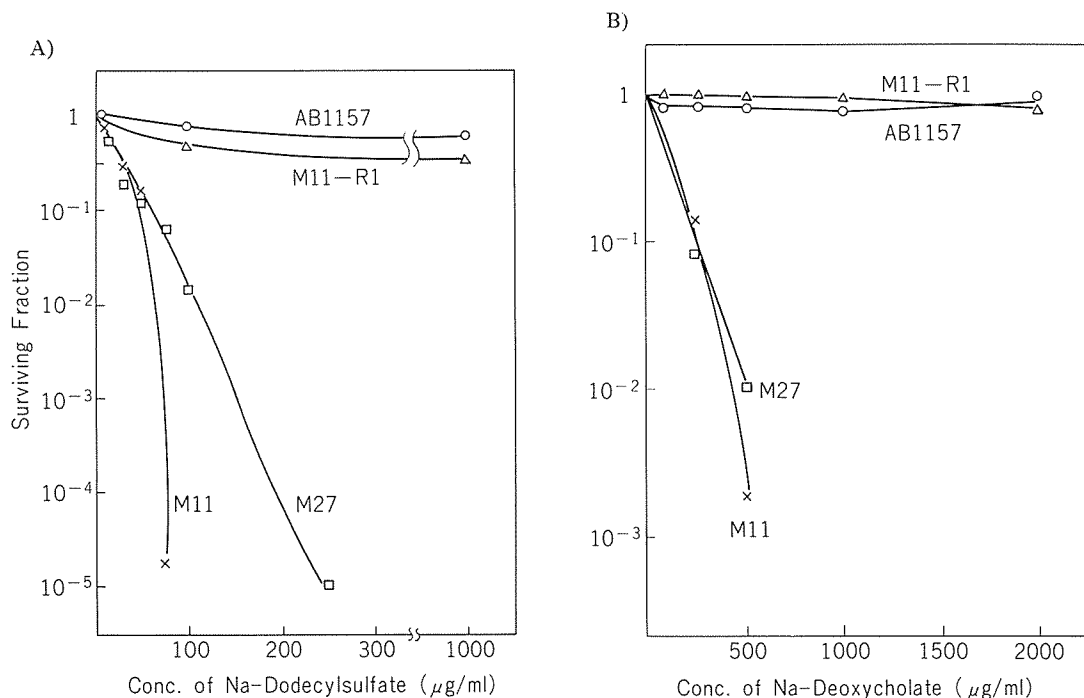 A)
1
10⁻¹
10⁻²
10⁻³
10⁻⁴
10⁻⁵
Surviving Fraction
AB1157
M11-R1
M11
M27
100 200 300 1000
Conc. of Na-Dodecylsulfate (μg/ml)
B)
1
10⁻¹
10⁻²
10⁻³
M11-R1
AB1157
M27
M11
500 1000 1500 2000
Conc. of Na-Deoxycholate (μg/ml)